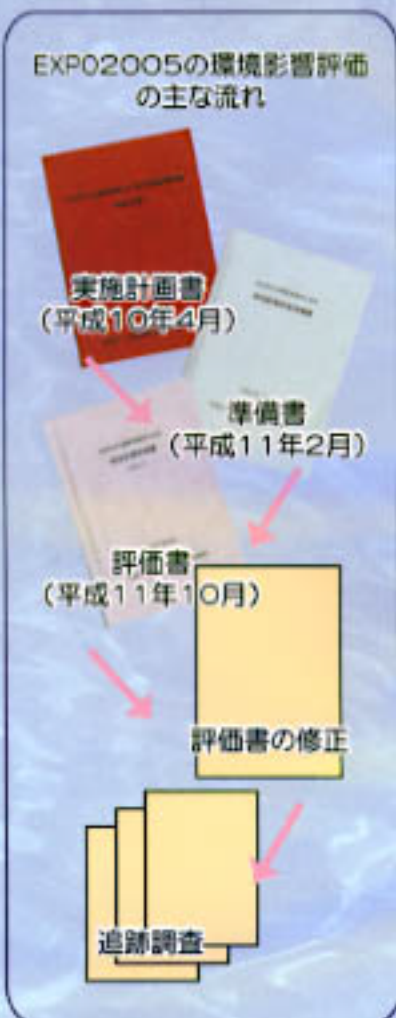 EXPO2005の環境影響評価
の主な流れ
実施計画書
(平成10年4月)
準備書
(平成11年2月)
評価書
(平成11年10月)
評価書の修正
追跡調査